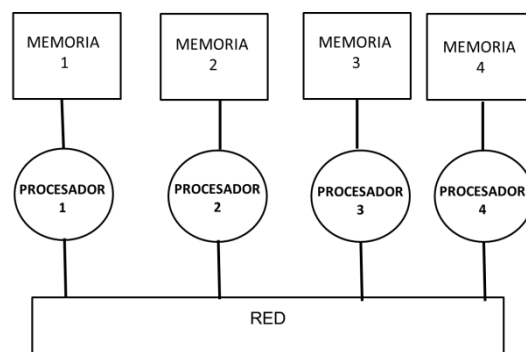 MEMORIA
1
MEMORIA
2
MEMORIA
3
MEMORIA
4
PROCESADOR
1
PROCESADOR
2
PROCESADOR
3
PROCESADOR
4
RED